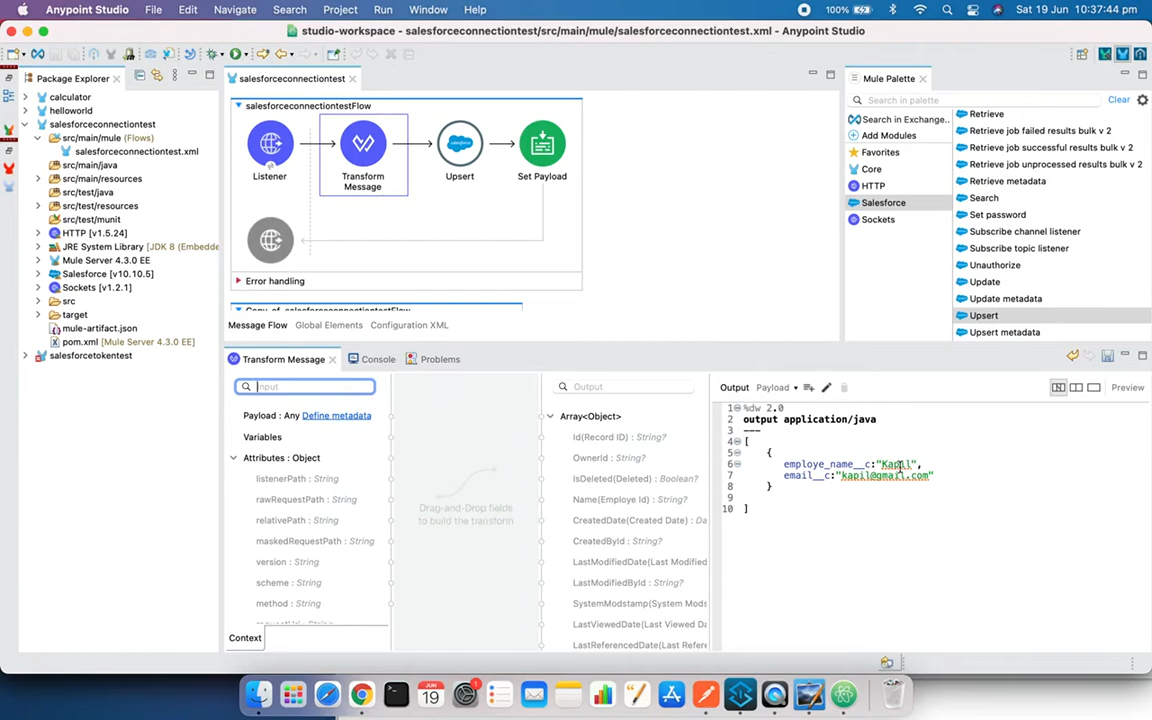 Anypoint Studio File Edit Navigate Search Project Run Window Help 100% Sat 19 Jun 10:37:44 pm
studio-workspace - salesforceconnectiontest/src/main/mule/salesforceconnectiontest.xml - Anypoint Studio
Package Explorer
calculator
helloworld
salesforceconnectiontest
src/main/mule (Flows)
salesforceconnectiontest.xml
src/main/java
src/main/resources
src/test/java
src/test/resources
src/test/munit
HTTP [v1.5.24]
JRE System Library [JDK 8 (Embedde
Mule Server 4.3.0 EE
Salesforce [v10.10.5]
Sockets [v1.2.1]
src
target
mule-artifact.json
pom.xml [Mule Server 4.3.0 EE]
salesforcetokentest
salesforceconnectiontest
salesforceconnectiontestFlow
Listener
Transform
Message
Upsert
Set Payload
Error handling
Copy_of_salesforceconnectiontestFlow
Message Flow Global Elements Configuration XML
Mule Palette
Search in palette Clear
Search in Exchange..
Add Modules
Favorites
Core
HTTP
Salesforce
Sockets
Retrieve
Retrieve job failed results bulk v 2
Retrieve job successful results bulk v 2
Retrieve job unprocessed results bulk v 2
Retrieve metadata
Search
Set password
Subscribe channel listener
Subscribe topic listener
Unauthorize
Update
Update metadata
Upsert
Upsert metadata
Transform Message Console Problems
Input
Payload : Any Define metadata
Variables
Attributes : Object
listenerPath : String
rawRequestPath : String
relativePath : String
maskedRequestPath : String
version : String
scheme : String
method : String
requestUri : String
Context
Drag-and-Drop fields
to build the transform
Output
Array<Object>
Id(Record ID) : String?
OwnerId : String?
IsDeleted(Deleted) : Boolean?
Name(Employe Id) : String?
CreatedDate(Created Date) : Da
CreatedById : String?
LastModifiedDate(Last Modified
LastModifiedById : String?
SystemModstamp(System Mods
LastViewedDate(Last Viewed Da
LastReferencedDate(Last Refere
Output Payload Preview
1 %dw 2.0
2 output application/java
3 ---
4 [
5 {
6 employe_name__c:"Kapil",
7 email__c:"kapil@gmail.com"
8 }
9
10 ]
JUN
19
1